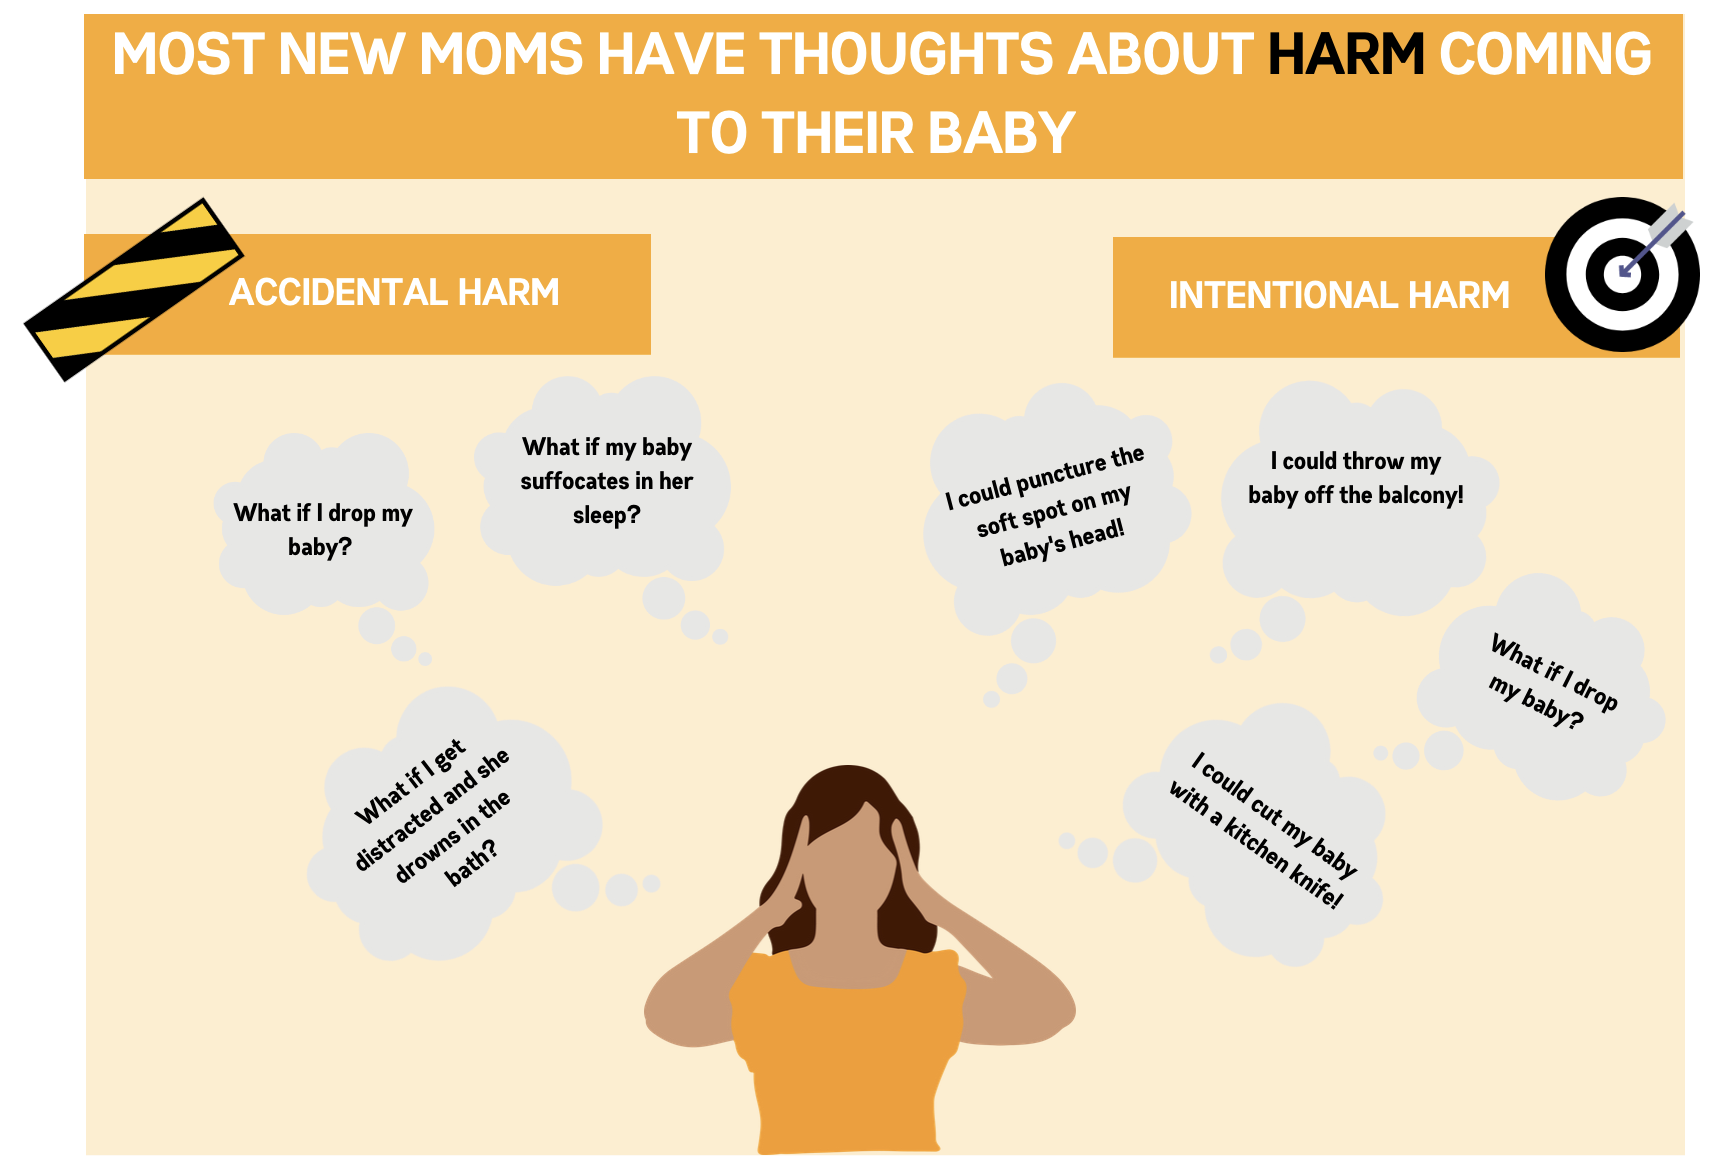 MOST NEW MOMS HAVE THOUGHTS ABOUT HARM COMING
TO THEIR BABY
ACCIDENTAL HARM
What if I drop my
baby?
What if my baby
suffocates in her
sleep?
What if I get
distracted and she
drowns in the
bath?
INTENTIONAL HARM
I could puncture the
soft spot on my
baby's head!
I could throw my
baby off the balcony!
What if I drop
my baby?
I could cut my baby
with a kitchen knife!